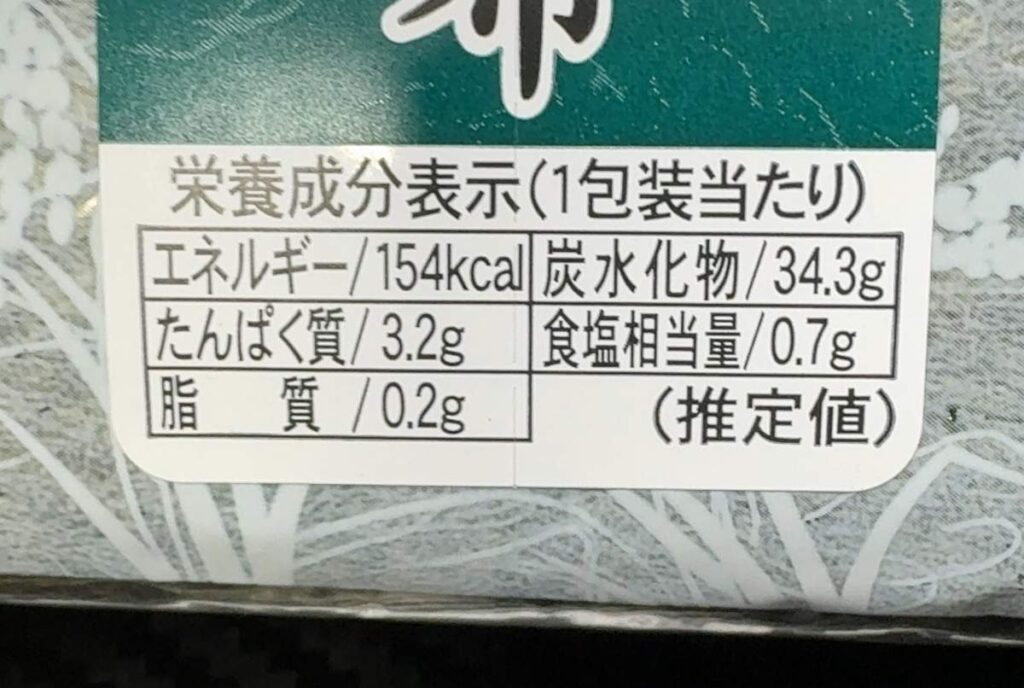 布
栄養成分表示(1包装当たり)
エネルギー/154kcal 炭水化物/34.3g
たんぱく質/3.2g 食塩相当量/0.7g
脂 質/0.2g (推定値)